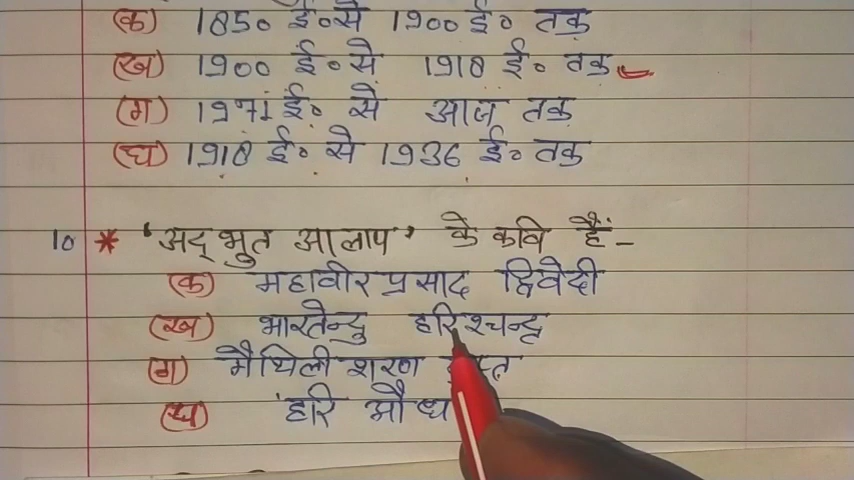 (क) 1850 ई० से 1900 ई० तक
(ख) 1900 ई० से 1918 ई० तक
(ग) 1971 ई० से आज तक
(घ) 1918 ई० से 1936 ई० तक
10 * 'अद् भुत आलाप' के कवि हैं-
(क) महावीर प्रसाद द्विवेदी
(ख) भारतेन्दु हरिश्चन्द्र
(ग) मैथिली शरण
(घ) हरि औध